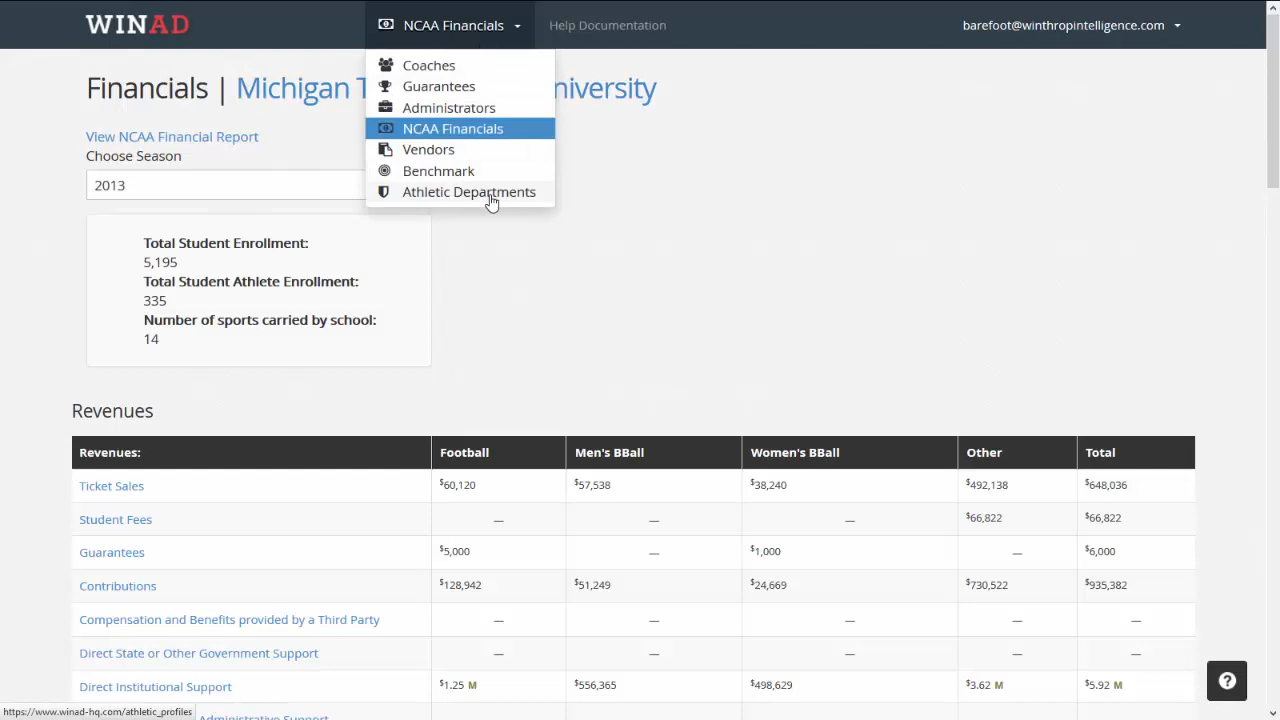 WINAD
NCAA Financials
Help Documentation
barefoot@winthropintelligence.com
Coaches
Guarantees
Administrators
NCAA Financials
Vendors
Benchmark
Athletic Departments
Financials | Michigan T niversity
View NCAA Financial Report
Choose Season
2013
Total Student Enrollment:
5,195
Total Student Athlete Enrollment:
335
Number of sports carried by school:
14
Revenues
Revenues: Football Men's BBall Women's BBall Other Total
Ticket Sales $60,120 $57,538 $38,240 $492,138 $648,036
Student Fees — — — $66,822 $66,822
Guarantees $5,000 — $1,000 — $6,000
Contributions $128,942 $51,249 $24,669 $730,522 $935,382
Compensation and Benefits provided by a Third Party — — — — —
Direct State or Other Government Support — — — — —
Direct Institutional Support $1.25 M $556,365 $498,629 $3.62 M $5.92 M
Administrative Support
https://www.winad-hq.com/athletic_profiles
?